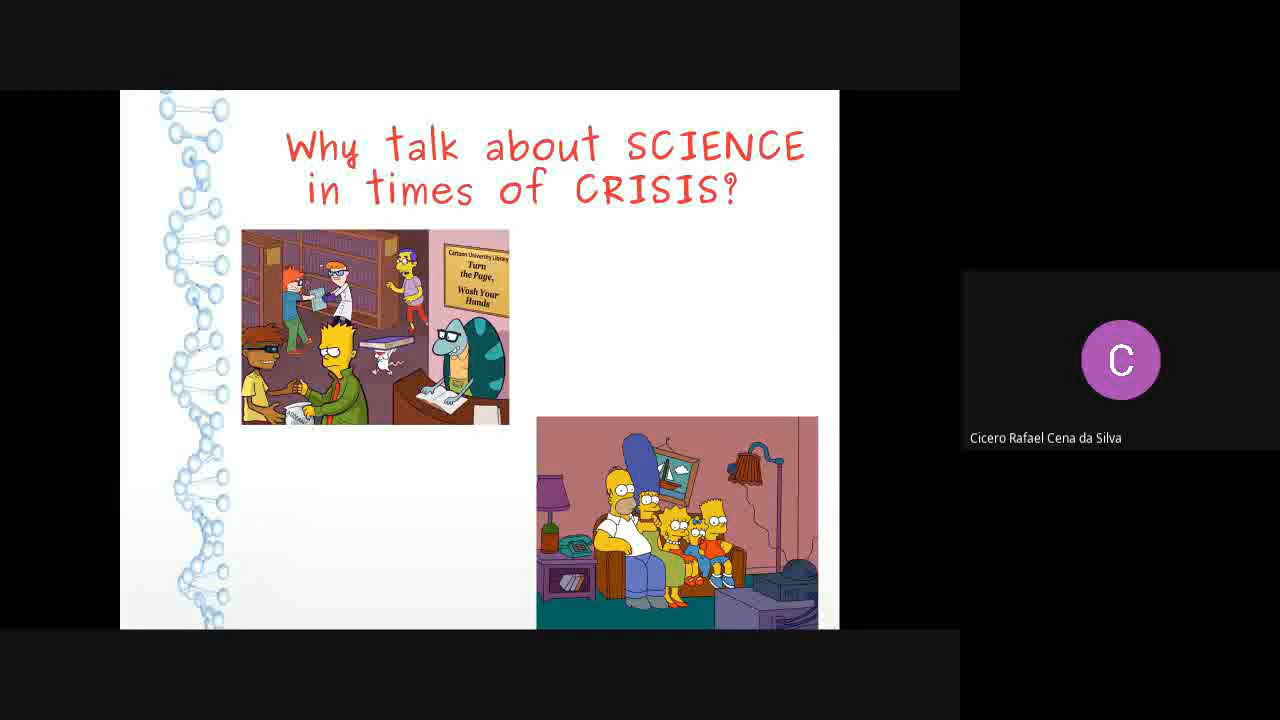 Why talk about SCIENCE
in times of CRISIS?
Cartoon University Library
Turn
the Page,
Wash Your
Hands
C
Cicero Rafael Cena da Silva